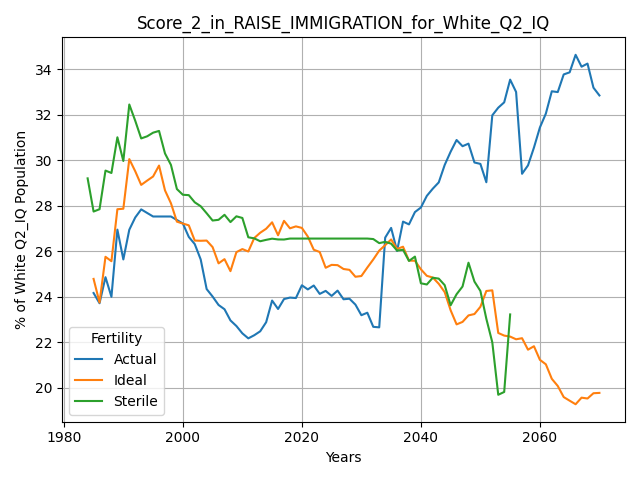 Score_2_in_RAISE_IMMIGRATION_for_White_Q2_IQ
% of White Q2_IQ Population
34
32
30
28
26
24
22
20
Fertility
Actual
Ideal
Sterile
1980
2000
2020
2040
2060
Years